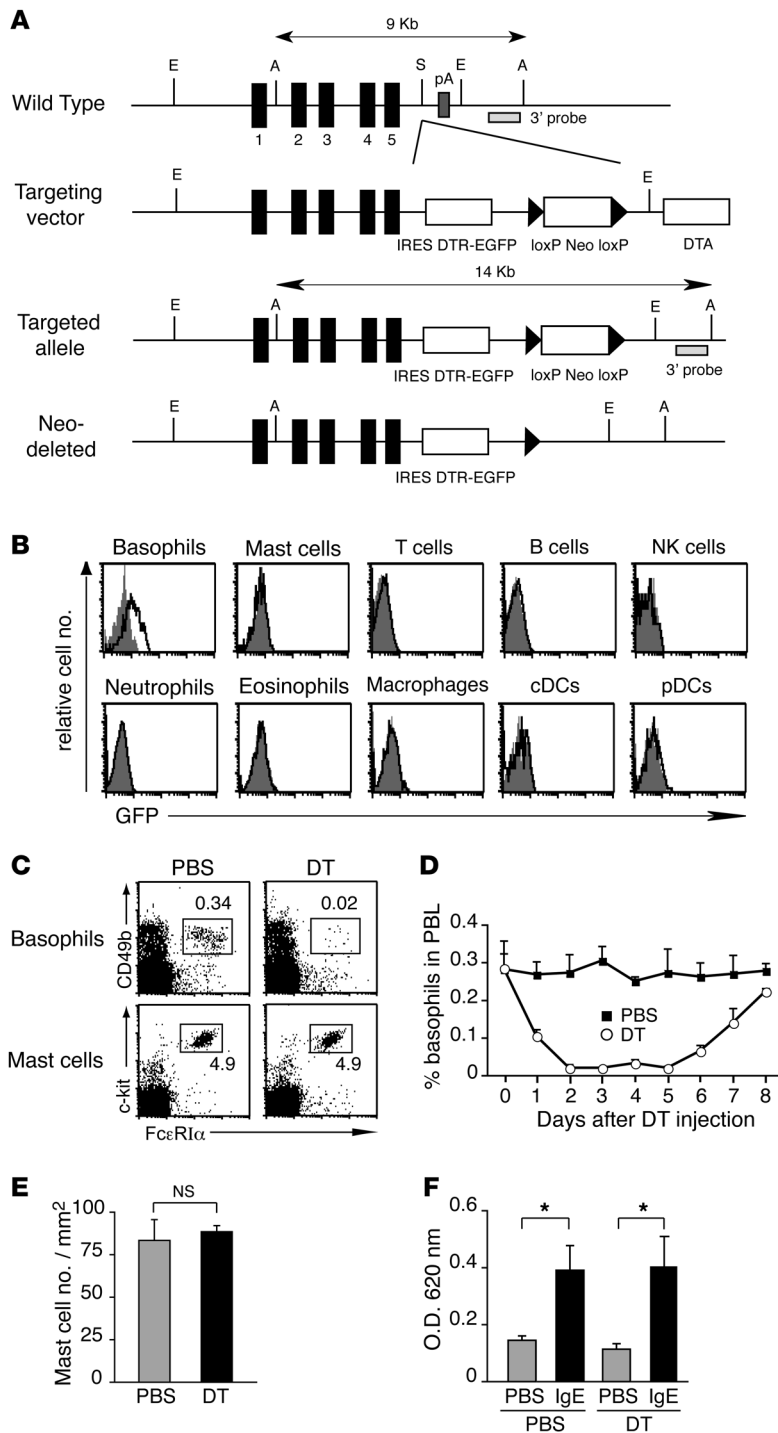 A
9 Kb
E A S E A
pA
Wild Type
3' probe
1 2 3 4 5
Targeting
vector
E E
IRES DTR-EGFP loxP Neo loxP DTA
14 Kb
Targeted
allele
E A E A
IRES DTR-EGFP loxP Neo loxP 3' probe
Neo-
deleted
E A E A
IRES DTR-EGFP
B
relative cell no.
Basophils Mast cells T cells B cells NK cells
Neutrophils Eosinophils Macrophages cDCs pDCs
GFP
C
PBS DT
Basophils
CD49b
0.34 0.02
Mast cells
c-kit
4.9 4.9
FcεRIα
D
% basophils in PBL
0.4
0.3
0.2
0.1
0
PBS
DT
0 1 2 3 4 5 6 7 8
Days after DT injection
E
Mast cell no. / mm2
100
75
50
25
0
NS
PBS DT
F
O.D. 620 nm
0.6
0.4
0.2
0
* *
PBS IgE PBS IgE
PBS DT